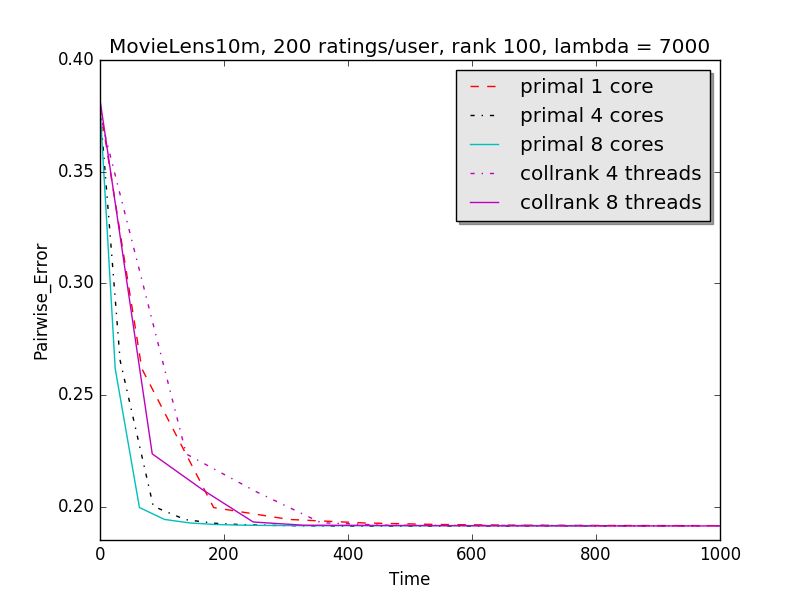 MovieLens10m, 200 ratings/user, rank 100, lambda = 7000
0.40
0.35
0.30
0.25
0.20
Pairwise_Error
primal 1 core
primal 4 cores
primal 8 cores
collrank 4 threads
collrank 8 threads
0 200 400 600 800 1000
Time